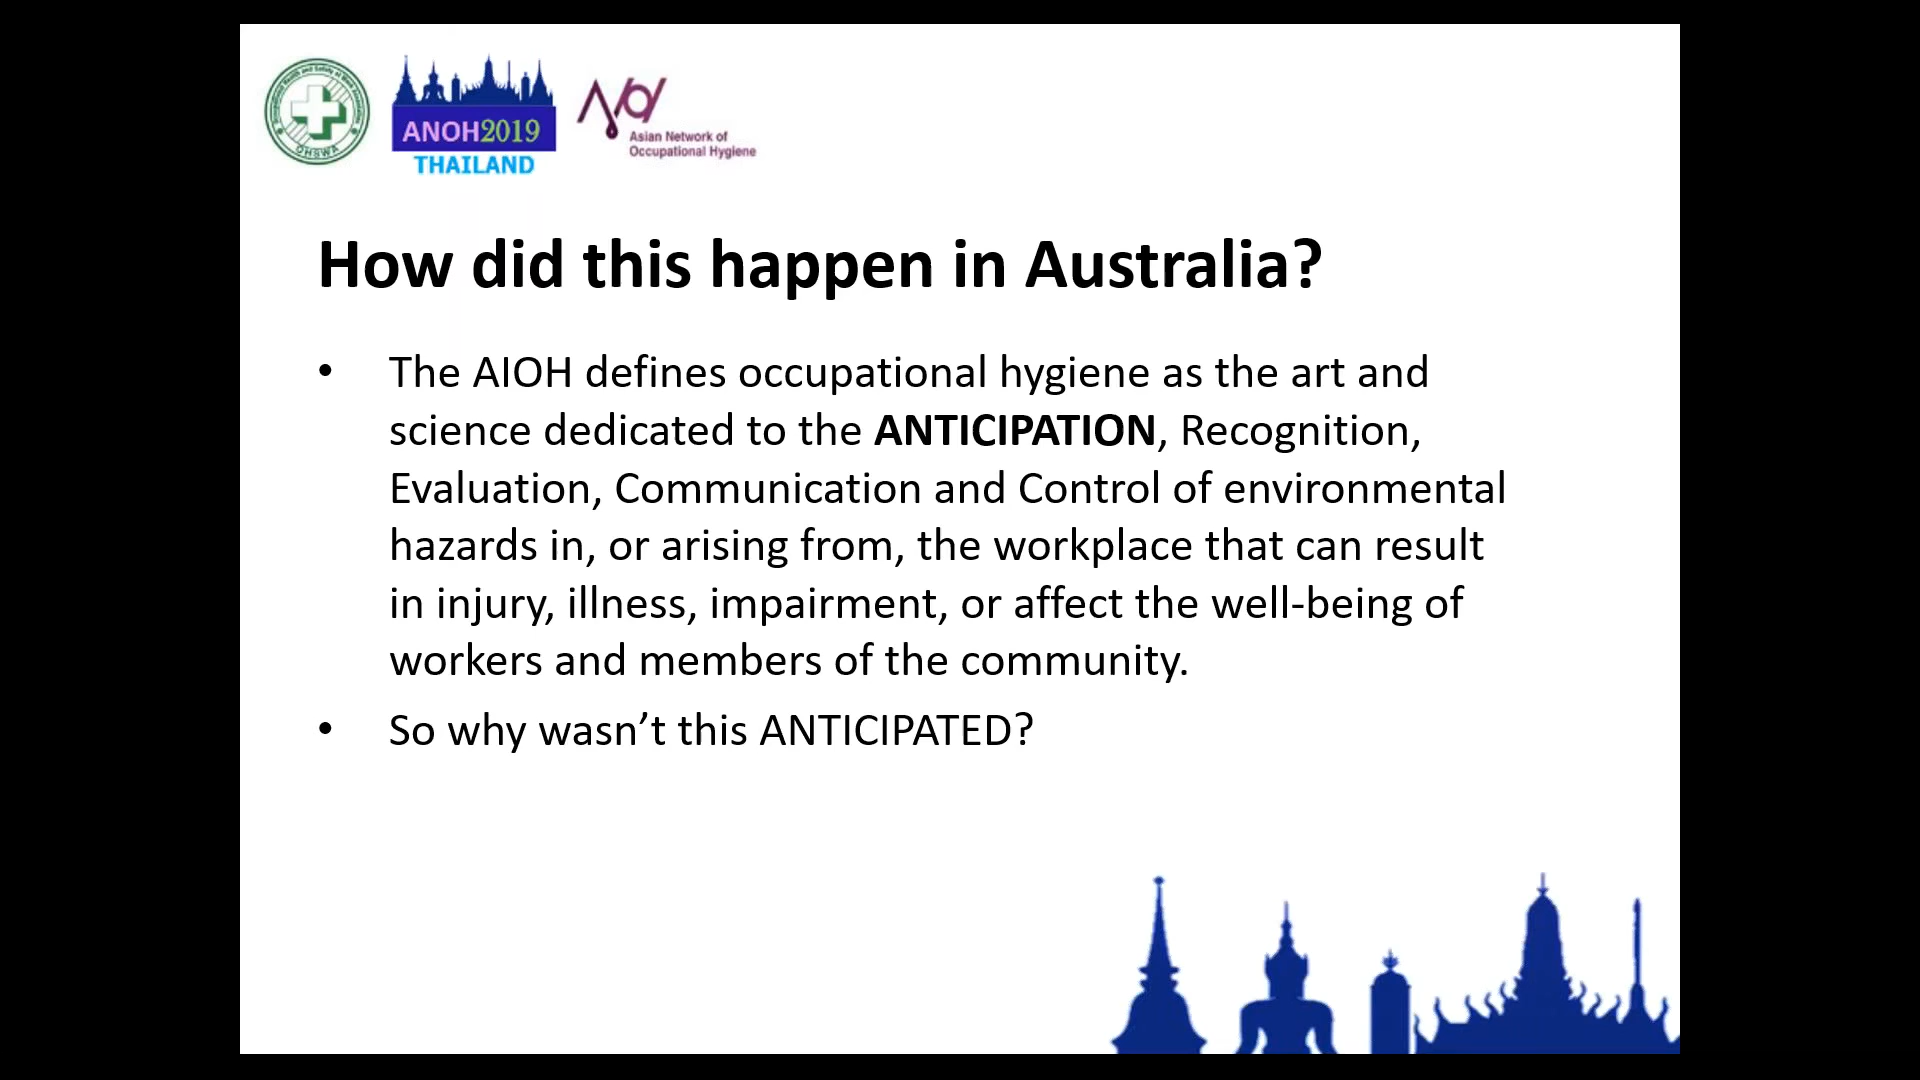 OHSWA
ANOH2019
THAILAND
Asian Network of
Occupational Hygiene
How did this happen in Australia?
• The AIOH defines occupational hygiene as the art and
science dedicated to the ANTICIPATION, Recognition,
Evaluation, Communication and Control of environmental
hazards in, or arising from, the workplace that can result
in injury, illness, impairment, or affect the well-being of
workers and members of the community.
• So why wasn’t this ANTICIPATED?